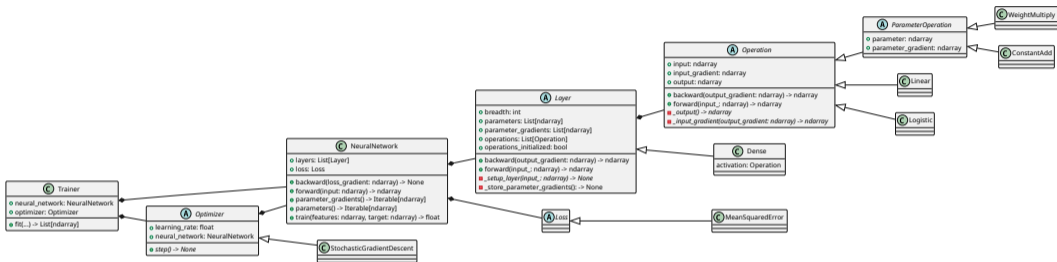 C Trainer
neural_network: NeuralNetwork
optimizer: Optimizer
fit(...) -> List[ndarray]
A Optimizer
learning_rate: float
neural_network: NeuralNetwork
step() -> None
C StochasticGradientDescent
C NeuralNetwork
layers: List[Layer]
loss: Loss
backward(loss_gradient: ndarray) -> None
forward(input: ndarray) -> ndarray
parameter_gradients() -> Iterable[ndarray]
parameters() -> Iterable[ndarray]
train(features: ndarray, target: ndarray) -> float
A Layer
breadth: int
parameters: List[ndarray]
parameter_gradients: List[ndarray]
operations: List[Operation]
operations_initialized: bool
backward(output_gradient: ndarray) -> ndarray
forward(input_: ndarray) -> ndarray
_setup_layer(input_: ndarray) -> None
_store_parameter_gradients(): -> None
A Loss
C MeanSquaredError
C Dense
activation: Operation
A Operation
input: ndarray
input_gradient: ndarray
output: ndarray
backward(output_gradient: ndarray) -> ndarray
forward(input_: ndarray) -> ndarray
_output() -> ndarray
_input_gradient(output_gradient: ndarray) -> ndarray
A ParameterOperation
parameter: ndarray
parameter_gradient: ndarray
C WeightMultiply
C ConstantAdd
C Linear
C Logistic